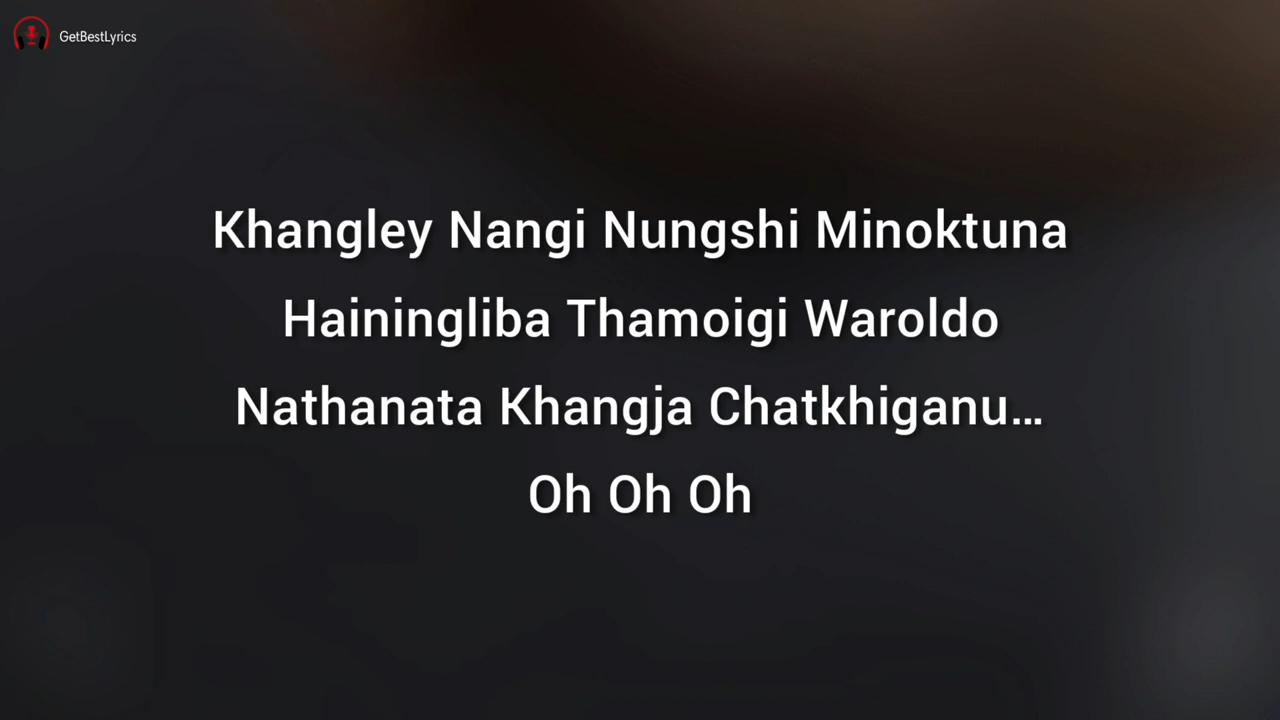 GetBestLyrics
Khangley Nangi Nungshi Minoktuna
Hainingliba Thamoigi Waroldo
Nathanata Khangja Chatkhiganu...
Oh Oh Oh